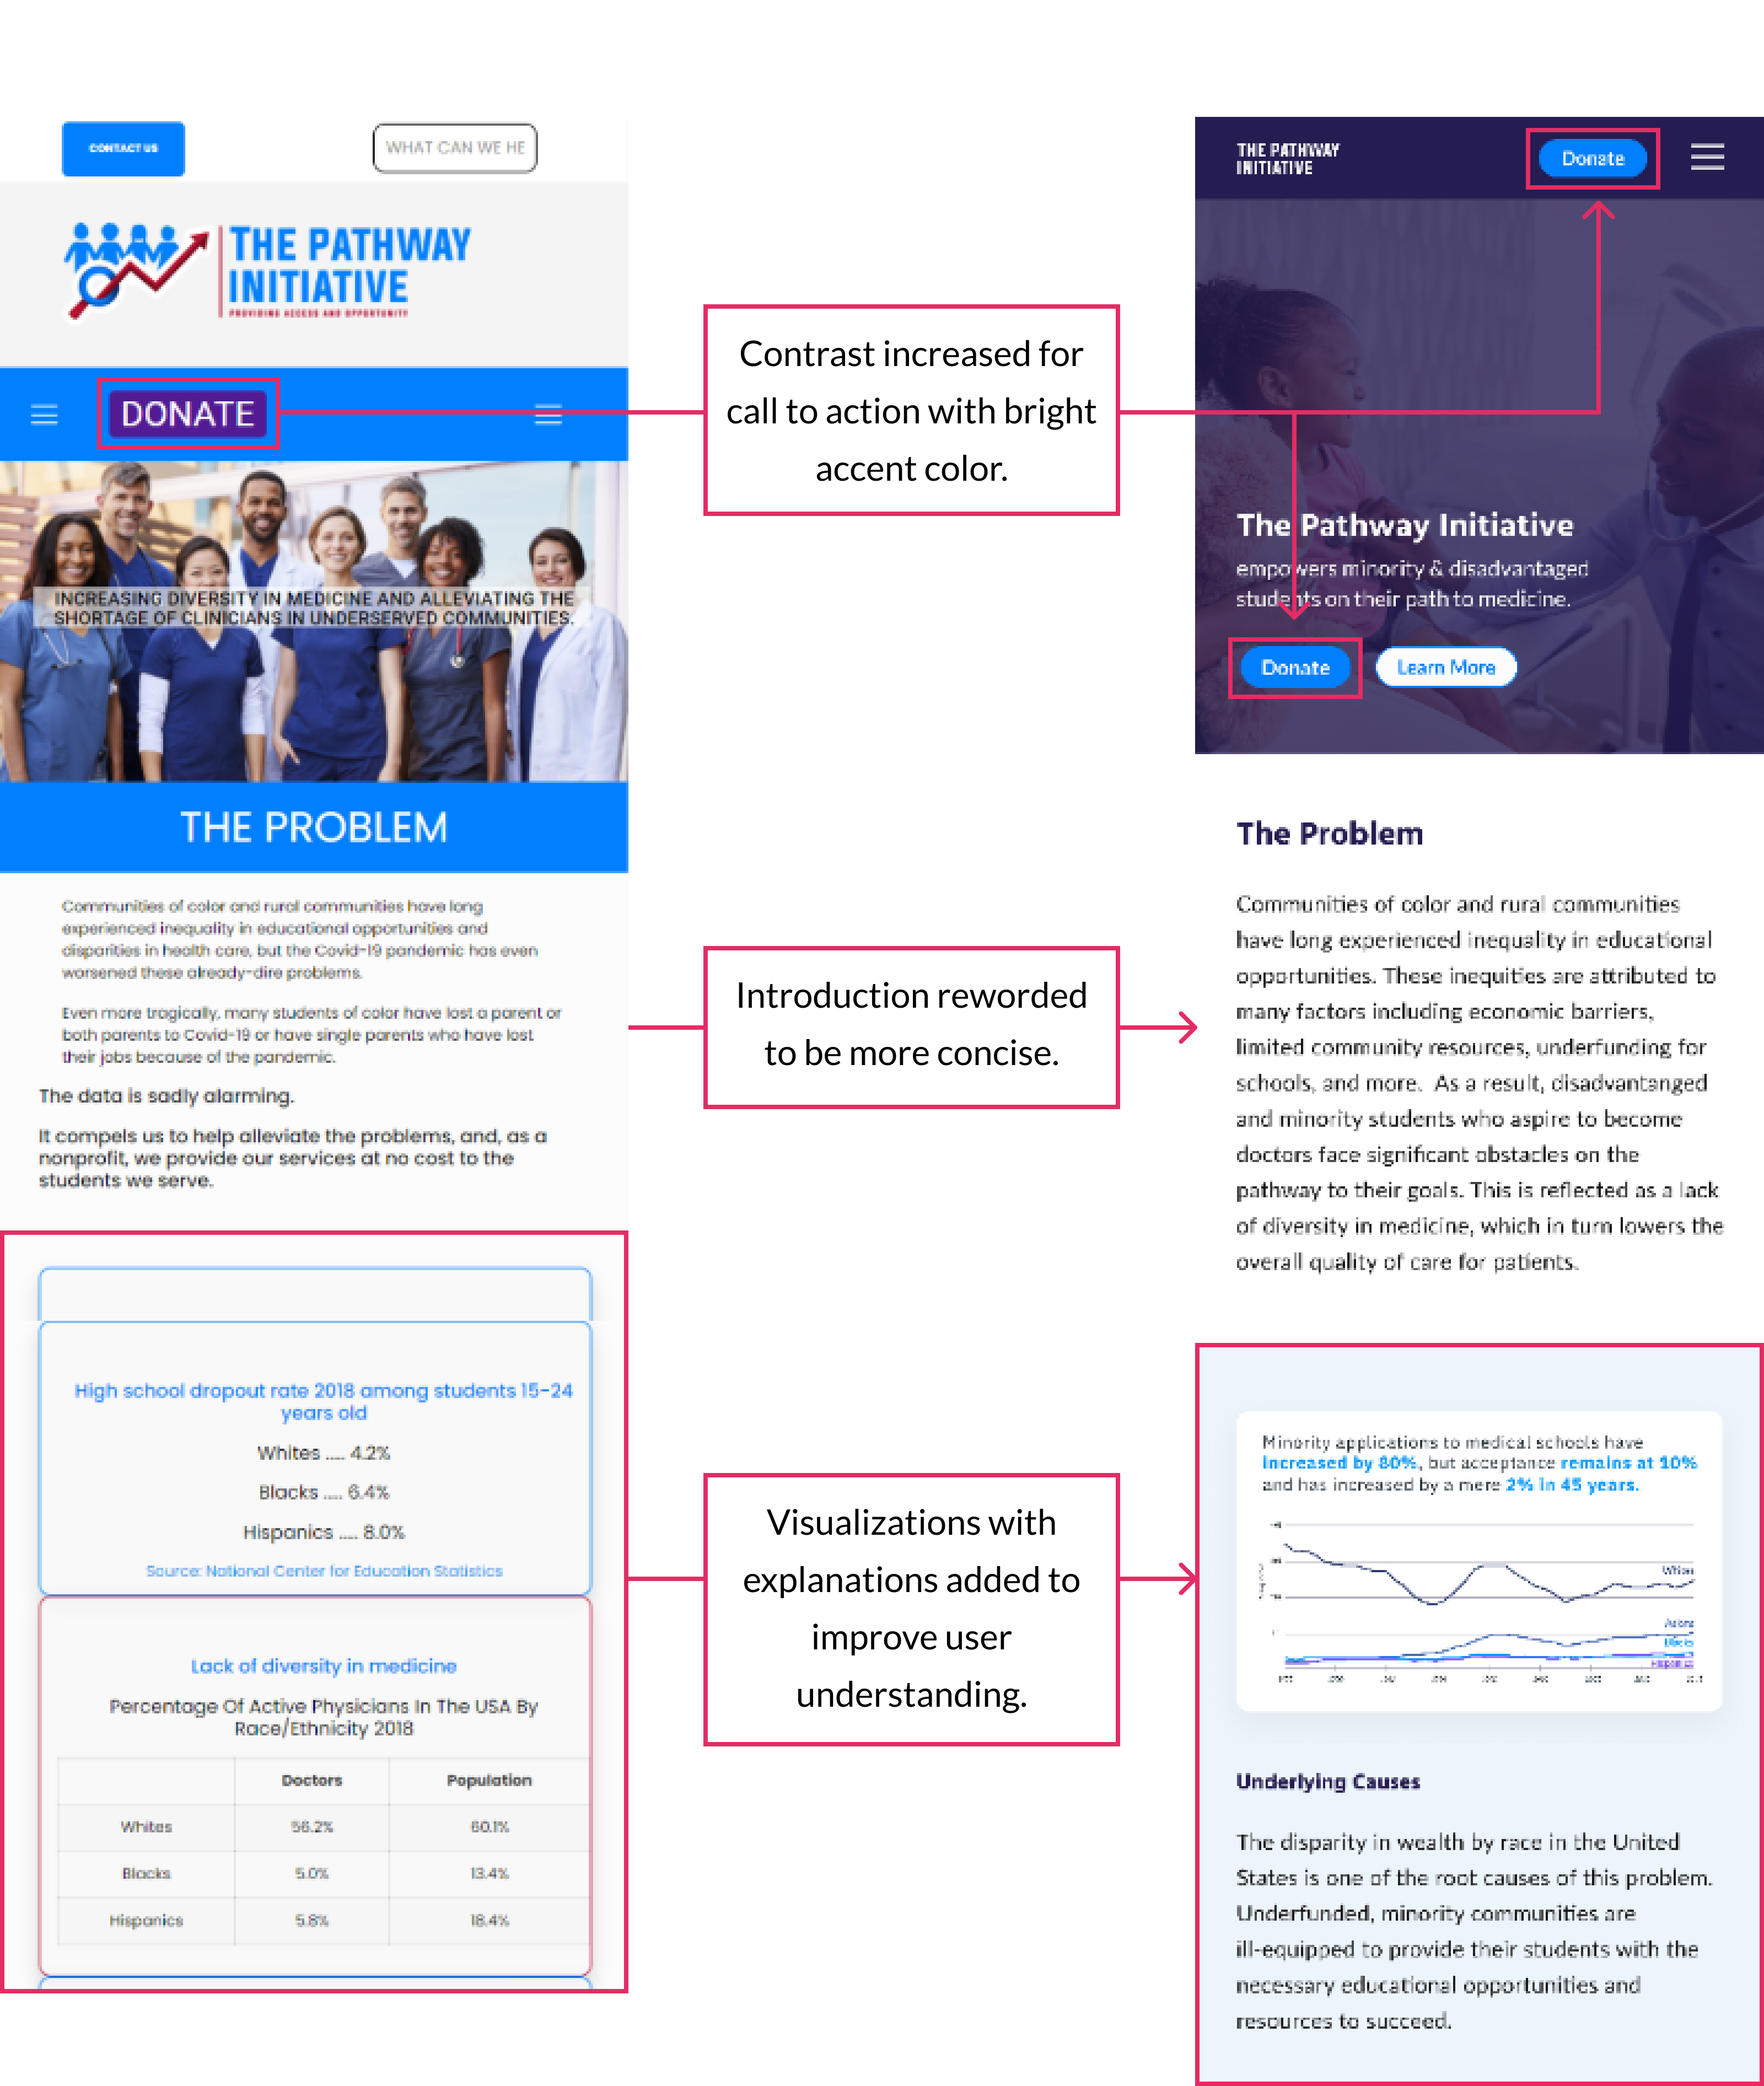 CONTACT US
WHAT CAN WE HE
THE PATHWAY
INITIATIVE
PROVIDING ACCESS AND OPPORTUNITY
DONATE
INCREASING DIVERSITY IN MEDICINE AND ALLEVIATING THE
SHORTAGE OF CLINICIANS IN UNDERSERVED COMMUNITIES.
THE PROBLEM
Communities of color and rural communities have long
experienced inequality in educational opportunities and
disparities in health care, but the Covid-19 pandemic has even
worsened these already-dire problems.
Even more tragically, many students of color have lost a parent or
both parents to Covid-19 or have single parents who have lost
their jobs because of the pandemic.
The data is sadly alarming.
It compels us to help alleviate the problems, and, as a
nonprofit, we provide our services at no cost to the
students we serve.
High school dropout rate 2018 among students 15-24
years old
Whites ..... 4.2%
Blacks ..... 6.4%
Hispanics ..... 8.0%
Source: National Center for Education Statistics
Lack of diversity in medicine
Percentage Of Active Physicians In The USA By
Race/Ethnicity 2018
Doctors Population
Whites 56.2% 60.1%
Blacks 5.0% 13.4%
Hispanics 5.8% 18.4%
Contrast increased for
call to action with bright
accent color.
Introduction reworded
to be more concise.
Visualizations with
explanations added to
improve user
understanding.
THE PATHWAY
INITIATIVE
Donate
The Pathway Initiative
empowers minority & disadvantaged
students on their path to medicine.
Donate
Learn More
The Problem
Communities of color and rural communities
have long experienced inequality in educational
opportunities. These inequities are attributed to
many factors including economic barriers,
limited community resources, underfunding for
schools, and more.  As a result, disadvantanged
and minority students who aspire to become
doctors face significant obstacles on the
pathway to their goals. This is reflected as a lack
of diversity in medicine, which in turn lowers the
overall quality of care for patients.
Minority applications to medical schools have
increased by 80%, but acceptance remains at 10%
and has increased by a mere 2% in 45 years.
Whites
Asians
Blacks
Hispanics
Underlying Causes
The disparity in wealth by race in the United
States is one of the root causes of this problem.
Underfunded, minority communities are
ill-equipped to provide their students with the
necessary educational opportunities and
resources to succeed.